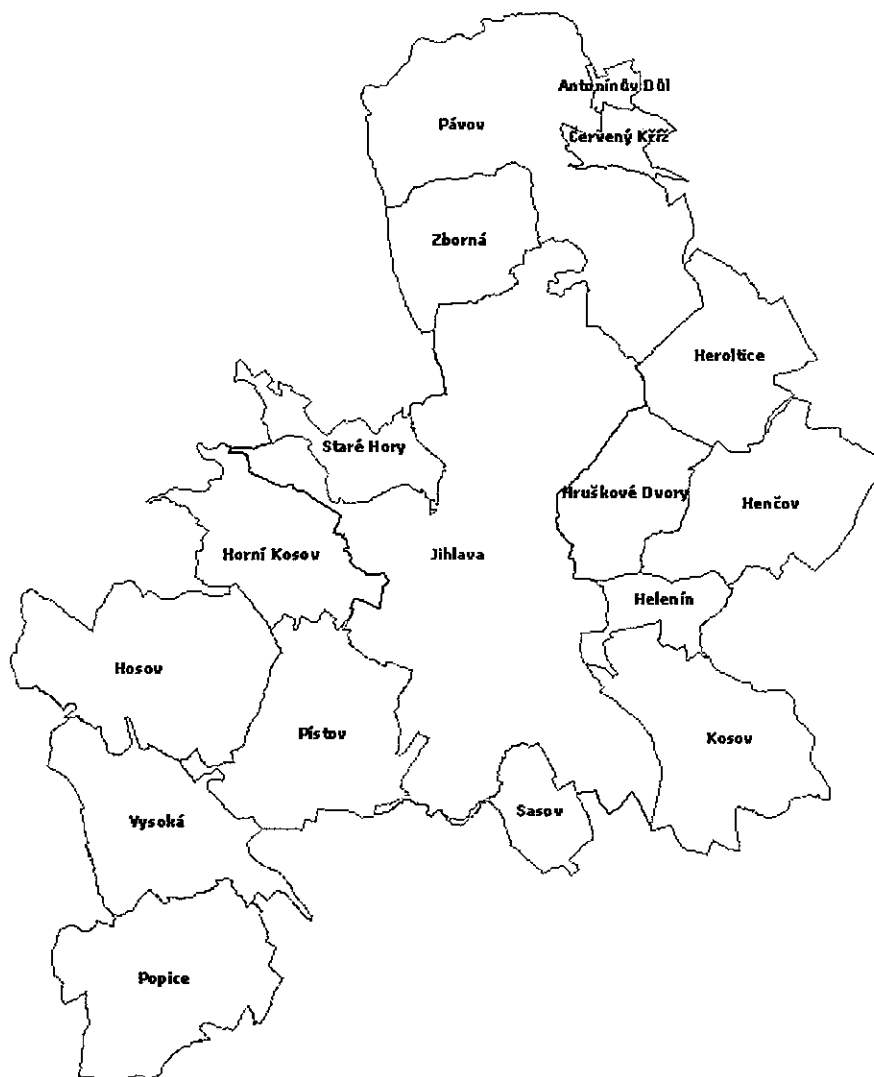 Antonínův Důl
Pávov
Červený Kříž
Zborná
Heroltice
Staré Hory
Hruškové Dvory
Henčov
Horní Kosov
Jihlava
Helenín
Hosov
Pístov
Kosov
Sasov
Vysoká
Popice